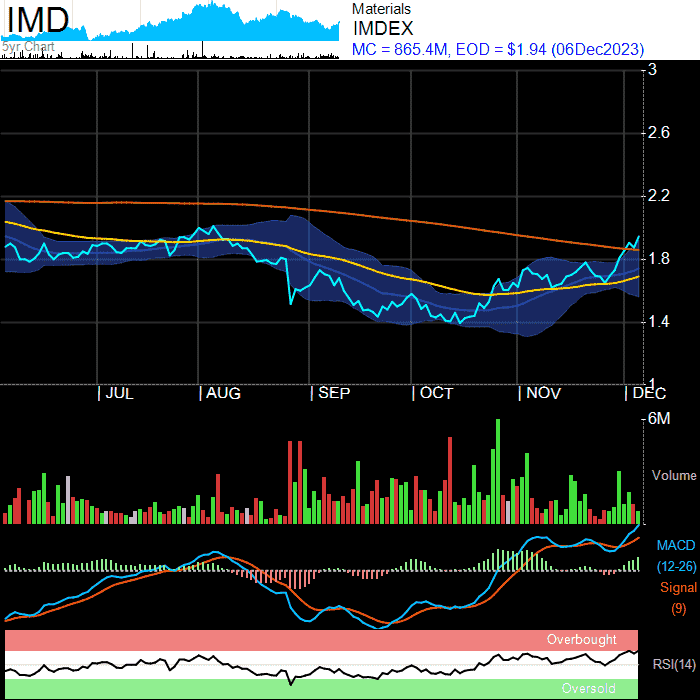 IMD
5yr Chart
Materials
IMDEX
MC = 865.4M, EOD = $1.94 (06Dec2023)
3
2.6
2.2
1.8
1.4
1
| JUL | AUG | SEP | OCT | NOV | DEC
6M
Volume
MACD
(12-26)
Signal
(9)
Overbought
RSI(14)
Oversold